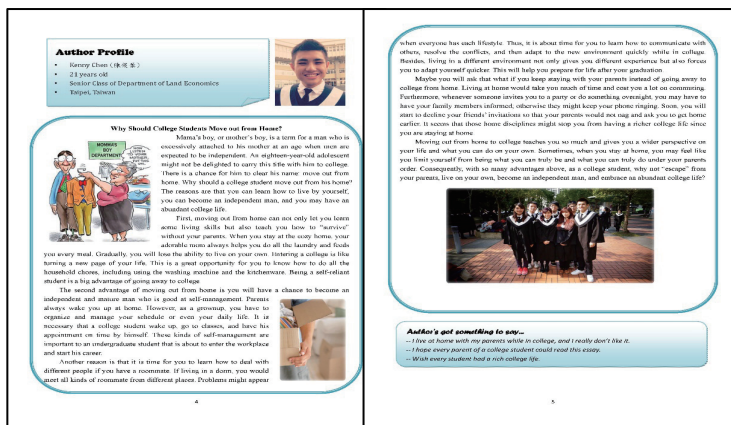 Author Profile
• Kenny Chen
• 21 years old
• Senior Class of Department of Land Economics
• Taipei, Taiwan
Why Should College Students Move out from Home?
Mama's boy, or mother's boy, is a term for a man who is
excessively attached to his mother at an age when men are
expected to be independent. An eighteen-year-old adolescent
might not be delighted to carry this title with him to college.
There is a chance for him to clear his name: move out from
home. Why should a college student move out from his home?
The reasons are that you can learn how to live by yourself,
you can become an independent man, and you may have an
abundant college life.
First, moving out from home can not only let you learn
some living skills but also teach you how to "survive"
without your parents. When you stay at the cozy home, your
adorable mom always helps you do all the laundry and feeds
you every meal. Gradually, you will lose the ability to live on your own. Entering a college is like
turning a new page of your life. This is a great opportunity for you to know how to do all the
household chores, including using the washing machine and the kitchenware. Being a self-reliant
student is a big advantage of going away to college.
The second advantage of moving out from home is you will have a chance to become an
independent and mature man who is good at self-management. Parents
always wake you up at home. However, as a grownup, you have to
organize and manage your schedule or even your daily life. It is
necessary that a college student wake up, go to classes, and have his
appointment on time by himself. These kinds of self-management are
important to an undergraduate student that is about to enter the workplace
and start his career.
Another reason is that it is time for you to learn how to deal with
different people if you have a roommate. If living in a dorm, you would
meet all kinds of roommate from different places. Problems might appear
4
when everyone has each lifestyle. Thus, it is about time for you to learn how to communicate with
others, resolve the conflicts, and then adapt to the new environment quickly while in college.
Besides, living in a different environment not only gives you different experience but also forces
you to adapt yourself quicker. This will help you prepare for life after your graduation.
Maybe you will ask that what if you keep staying with your parents instead of going away to
college from home. Living at home would take you much of time and cost you a lot on commuting.
Furthermore, whenever someone invites you to a party or do something overnight, you may have to
have your family members informed, otherwise they might keep your phone ringing. Soon, you will
start to decline your friends' invitations so that your parents would not nag and ask you to get home
earlier. It seems that those home disciplines might stop you from having a richer college life since
you are staying at home.
Moving out from home to college teaches you so much and gives you a wider perspective on
your life and what you can do on your own. Sometimes, when you stay at home, you may feel like
you limit yourself from being what you can truly be and what you can truly do under your parents
order. Consequently, with so many advantages above, as a college student, why not "escape" from
your parents, live on your own, become an independent man, and embrace an abundant college life?
Author's got something to say...
-- I live at home with my parents while in college, and I really don't like it.
-- I hope every parent of a college student could read this essay.
-- Wish every student had a rich college life.
5